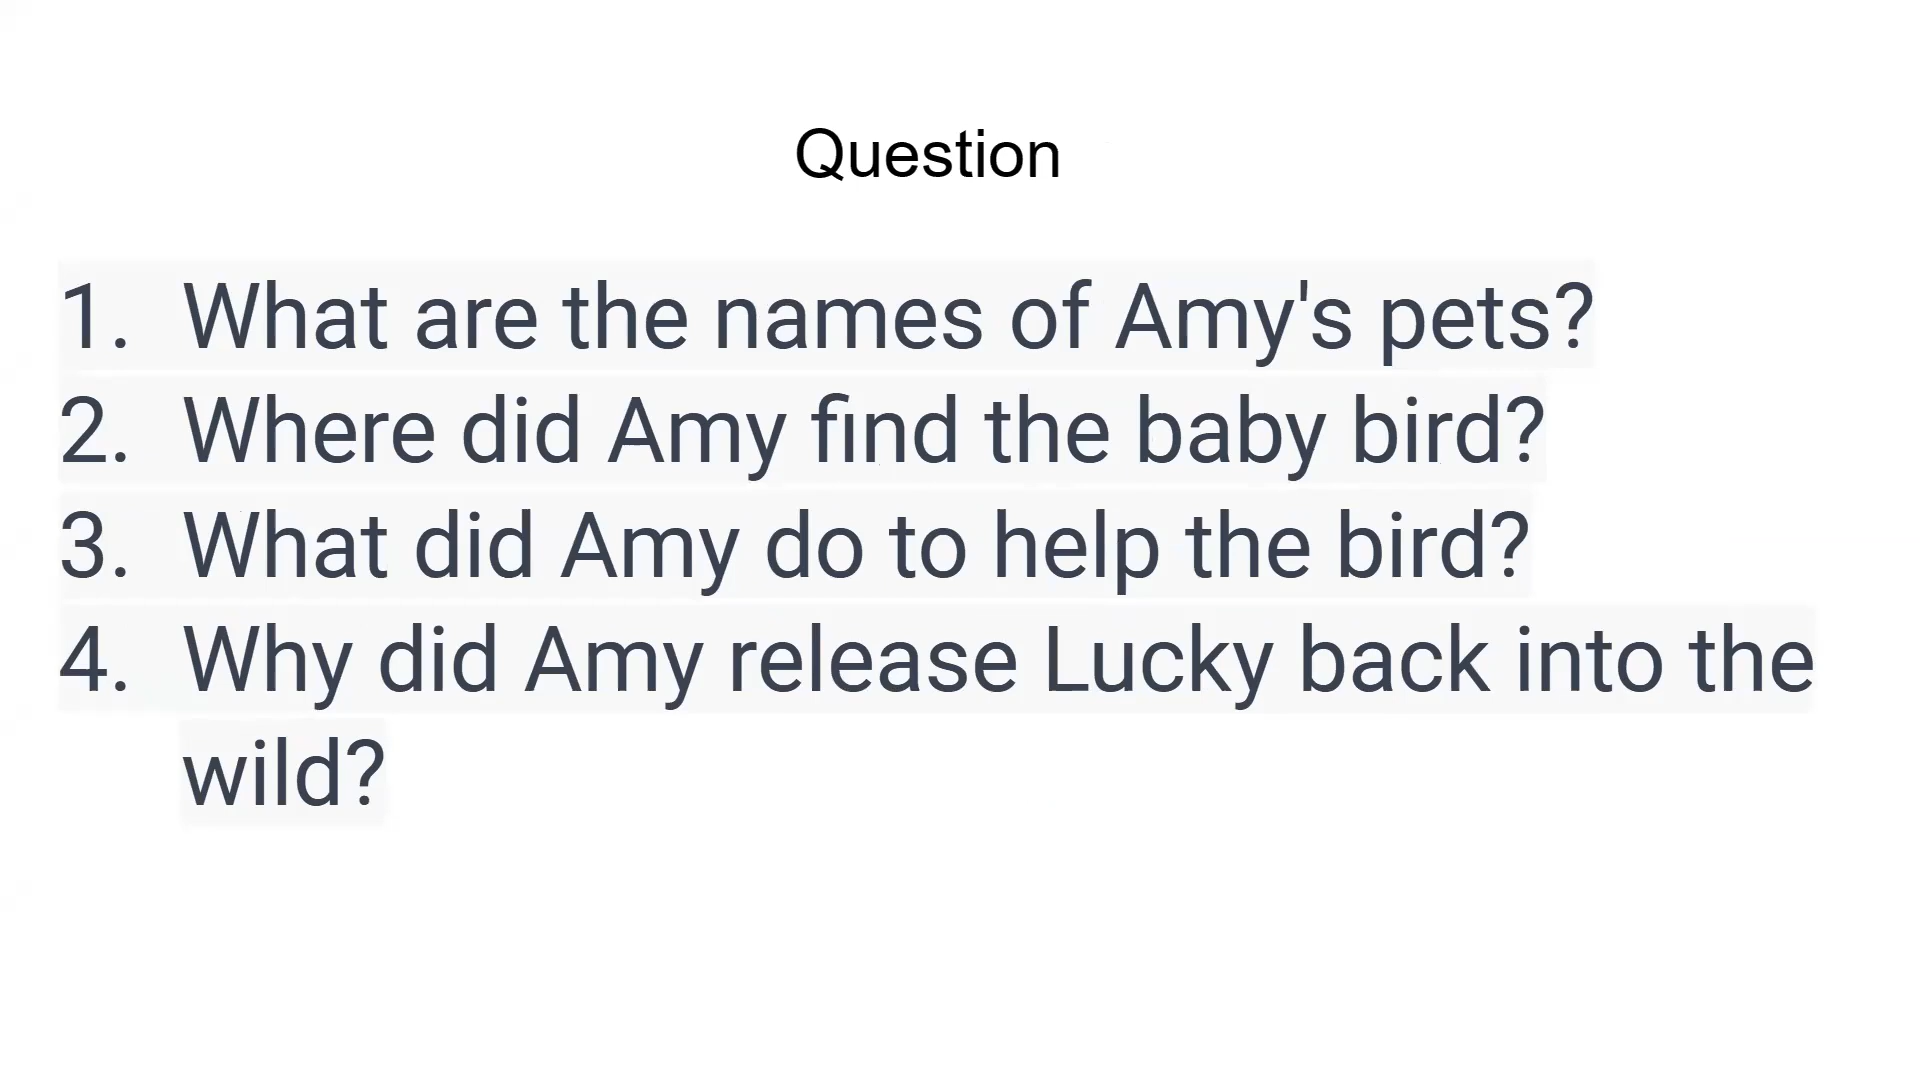 Question
1. What are the names of Amy's pets?
2. Where did Amy find the baby bird?
3. What did Amy do to help the bird?
4. Why did Amy release Lucky back into the
wild?